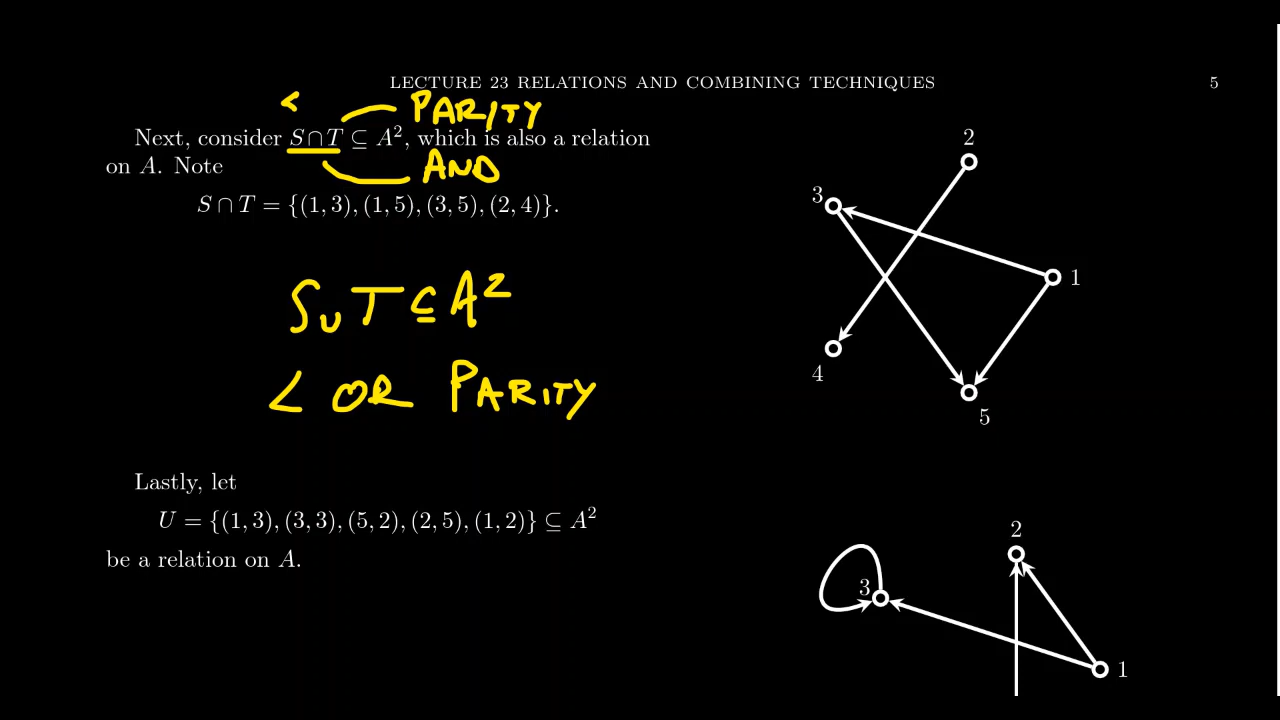 LECTURE 23 RELATIONS AND COMBINING TECHNIQUES 5
< PARITY
Next, consider S ∩ T ⊆ A², which is also a relation
on A. Note
AND
S ∩ T = {(1, 3), (1, 5), (3, 5), (2, 4)}.
S ∪ T ⊆ A²
< OR PARITY
Lastly, let
U = {(1, 3), (3, 3), (5, 2), (2, 5), (1, 2)} ⊆ A²
be a relation on A.
2
3
1
4
5
2
3
1